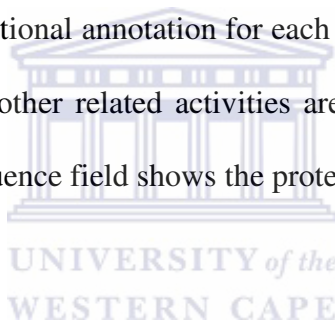 tional annotation for each
other related activities are
uence field shows the prote
UNIVERSITY of the
WESTERN CAPE